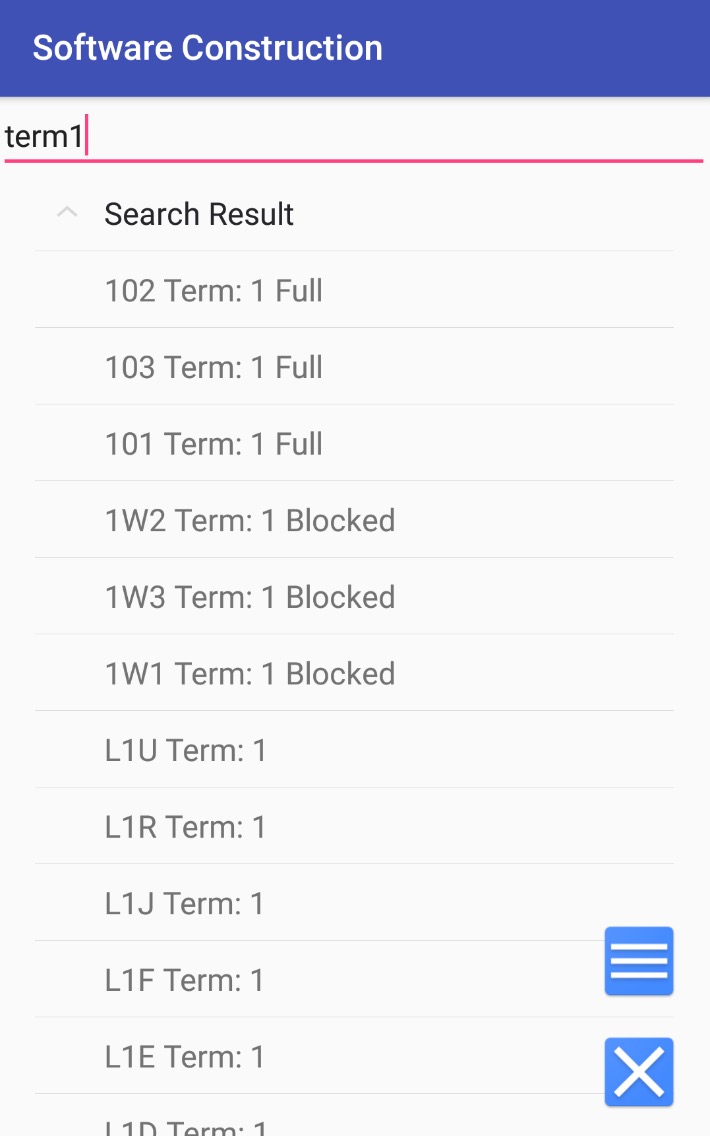 Software Construction
term1
Search Result
102 Term: 1 Full
103 Term: 1 Full
101 Term: 1 Full
1W2 Term: 1 Blocked
1W3 Term: 1 Blocked
1W1 Term: 1 Blocked
L1U Term: 1
L1R Term: 1
L1J Term: 1
L1F Term: 1
L1E Term: 1
L1D Term: 1